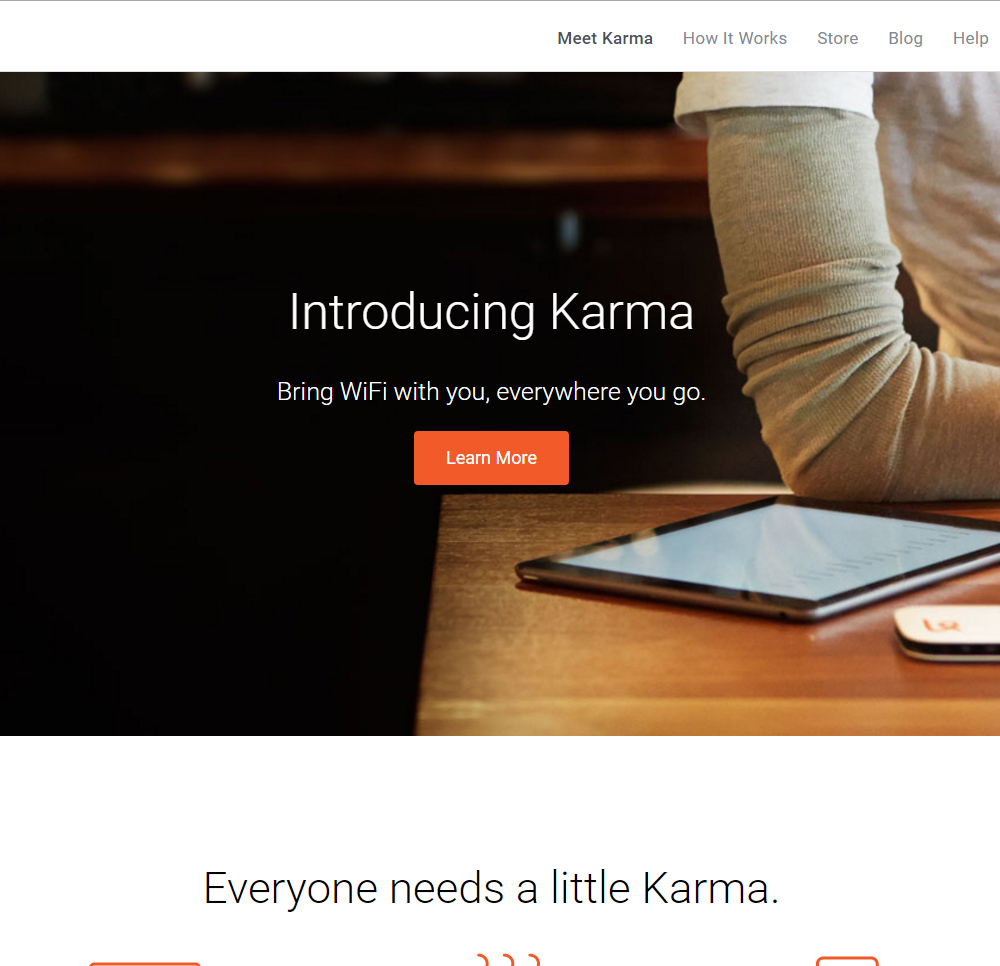 Meet Karma How It Works Store Blog Help
Introducing Karma
Bring WiFi with you, everywhere you go.
Learn More
Everyone needs a little Karma.